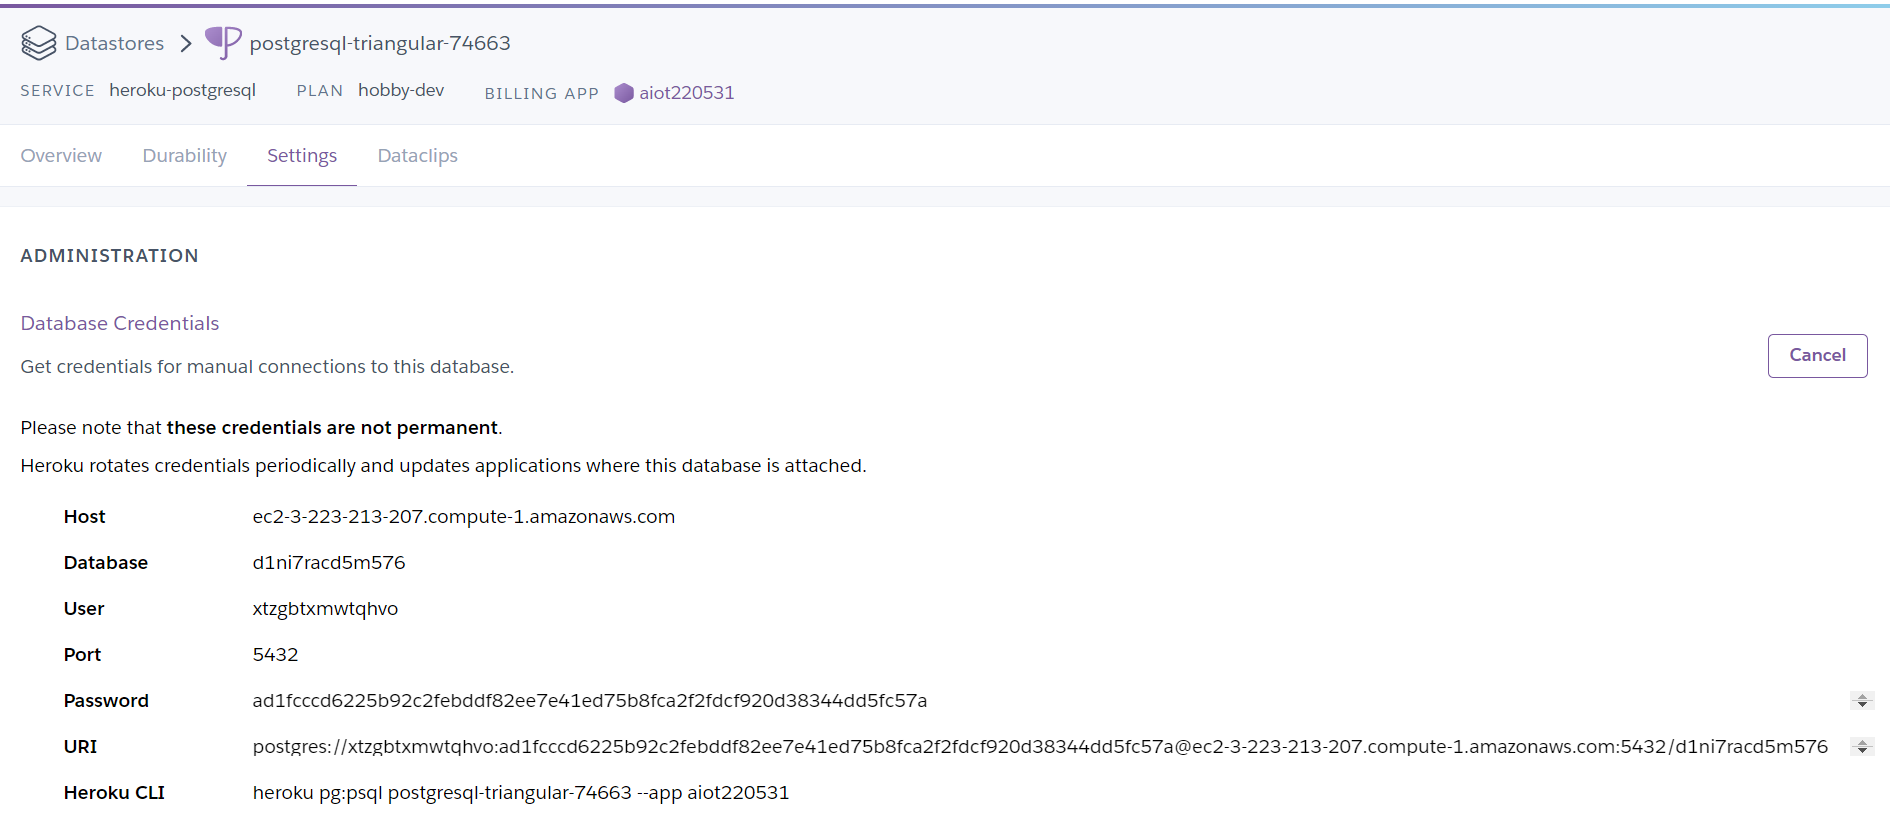 Datastores > postgresql-triangular-74663
SERVICE heroku-postgresql PLAN hobby-dev BILLING APP aiot220531
Overview Durability Settings Dataclips
ADMINISTRATION
Database Credentials
Get credentials for manual connections to this database.
Cancel
Please note that these credentials are not permanent.
Heroku rotates credentials periodically and updates applications where this database is attached.
Host ec2-3-223-213-207.compute-1.amazonaws.com
Database d1ni7racd5m576
User xtzgbtxmwtqhvo
Port 5432
Password ad1fcccd6225b92c2febddf82ee7e41ed75b8fca2f2fdcf920d38344dd5fc57a
URI postgres://xtzgbtxmwtqhvo:ad1fcccd6225b92c2febddf82ee7e41ed75b8fca2f2fdcf920d38344dd5fc57a@ec2-3-223-213-207.compute-1.amazonaws.com:5432/d1ni7racd5m576
Heroku CLI heroku pg:psql postgresql-triangular-74663 --app aiot220531